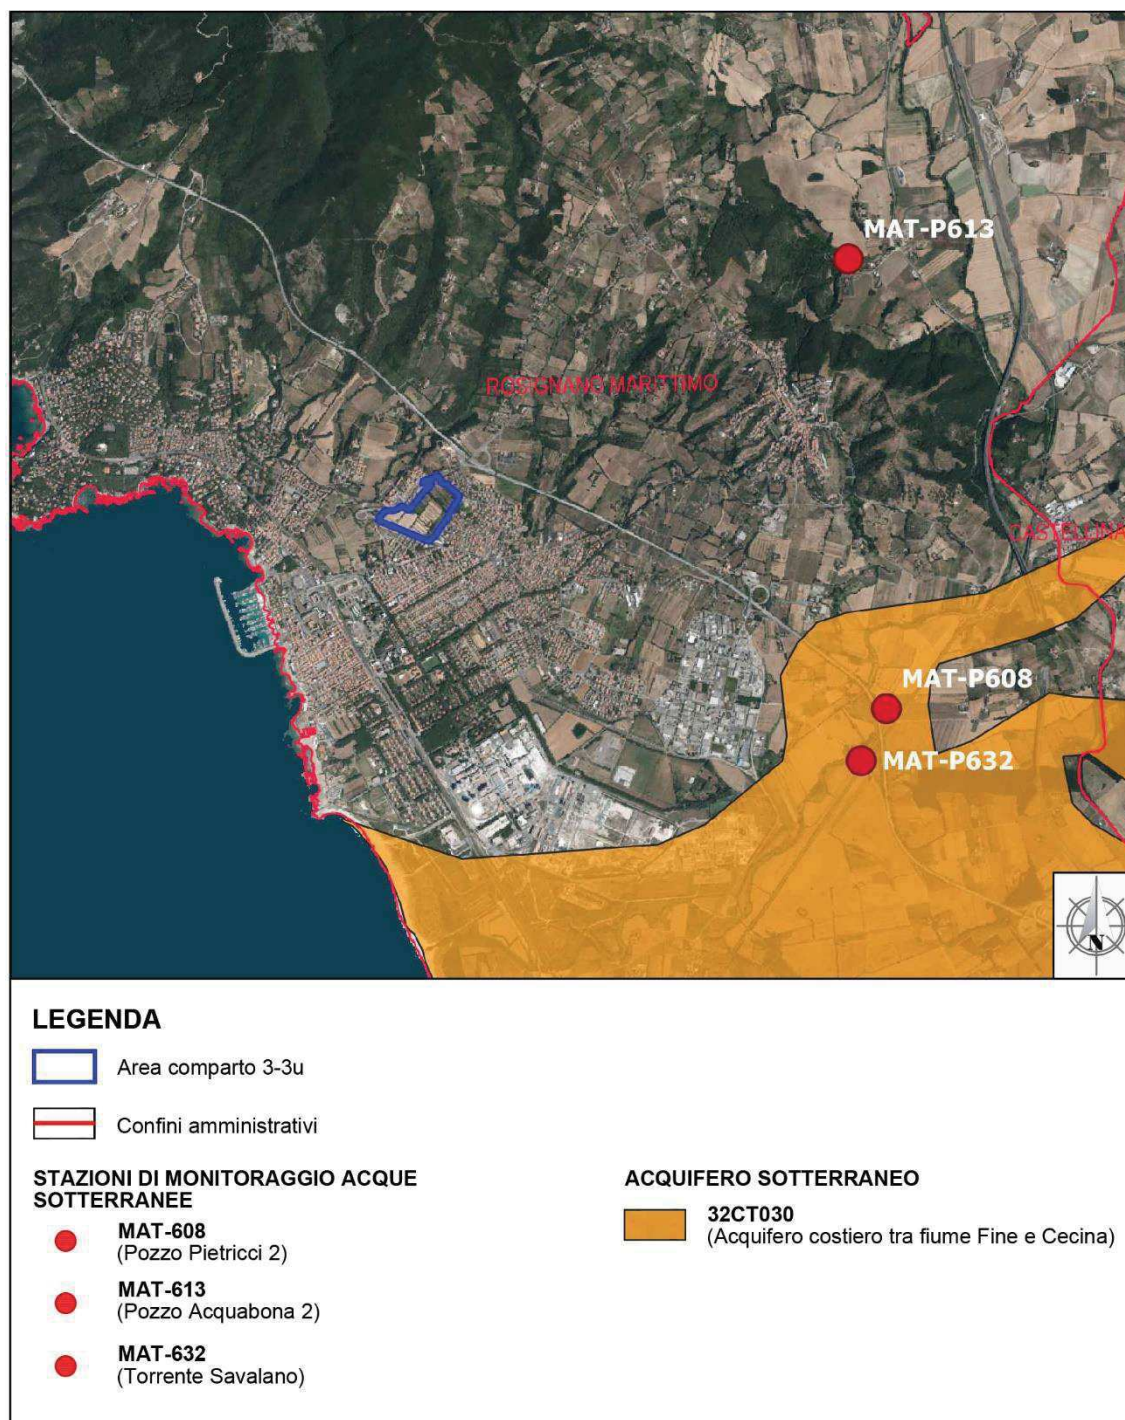 MAT-P613
ROSIGNANO MARITTIMO
CASTELLINA
MAT-P608
MAT-P632
N
LEGENDA
Area comparto 3-3u
Confini amministrativi
STAZIONI DI MONITORAGGIO ACQUE
SOTTERRANEE
MAT-608
(Pozzo Pietricci 2)
MAT-613
(Pozzo Acquabona 2)
MAT-632
(Torrente Savalano)
ACQUIFERO SOTTERRANEO
32CT030
(Acquifero costiero tra fiume Fine e Cecina)